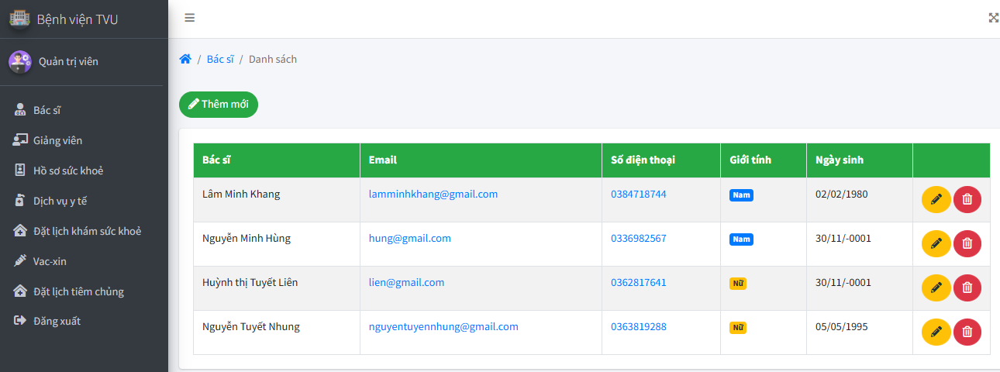 Bệnh viện TVU
Quản trị viên
Bác sĩ
Giảng viên
Hồ sơ sức khoẻ
Dịch vụ y tế
Đặt lịch khám sức khoẻ
Vac-xin
Đặt lịch tiêm chủng
Đăng xuất
/ Bác sĩ / Danh sách
Thêm mới
Bác sĩ Email Số điện thoại Giới tính Ngày sinh
Lâm Minh Khang lamminhkhang@gmail.com 0384718744 Nam 02/02/1980
Nguyễn Minh Hùng hung@gmail.com 0336982567 Nam 30/11/-0001
Huỳnh thị Tuyết Liên lien@gmail.com 0362817641 Nữ 30/11/-0001
Nguyễn Tuyết Nhung nguyentuyennhung@gmail.com 0363819288 Nữ 05/05/1995